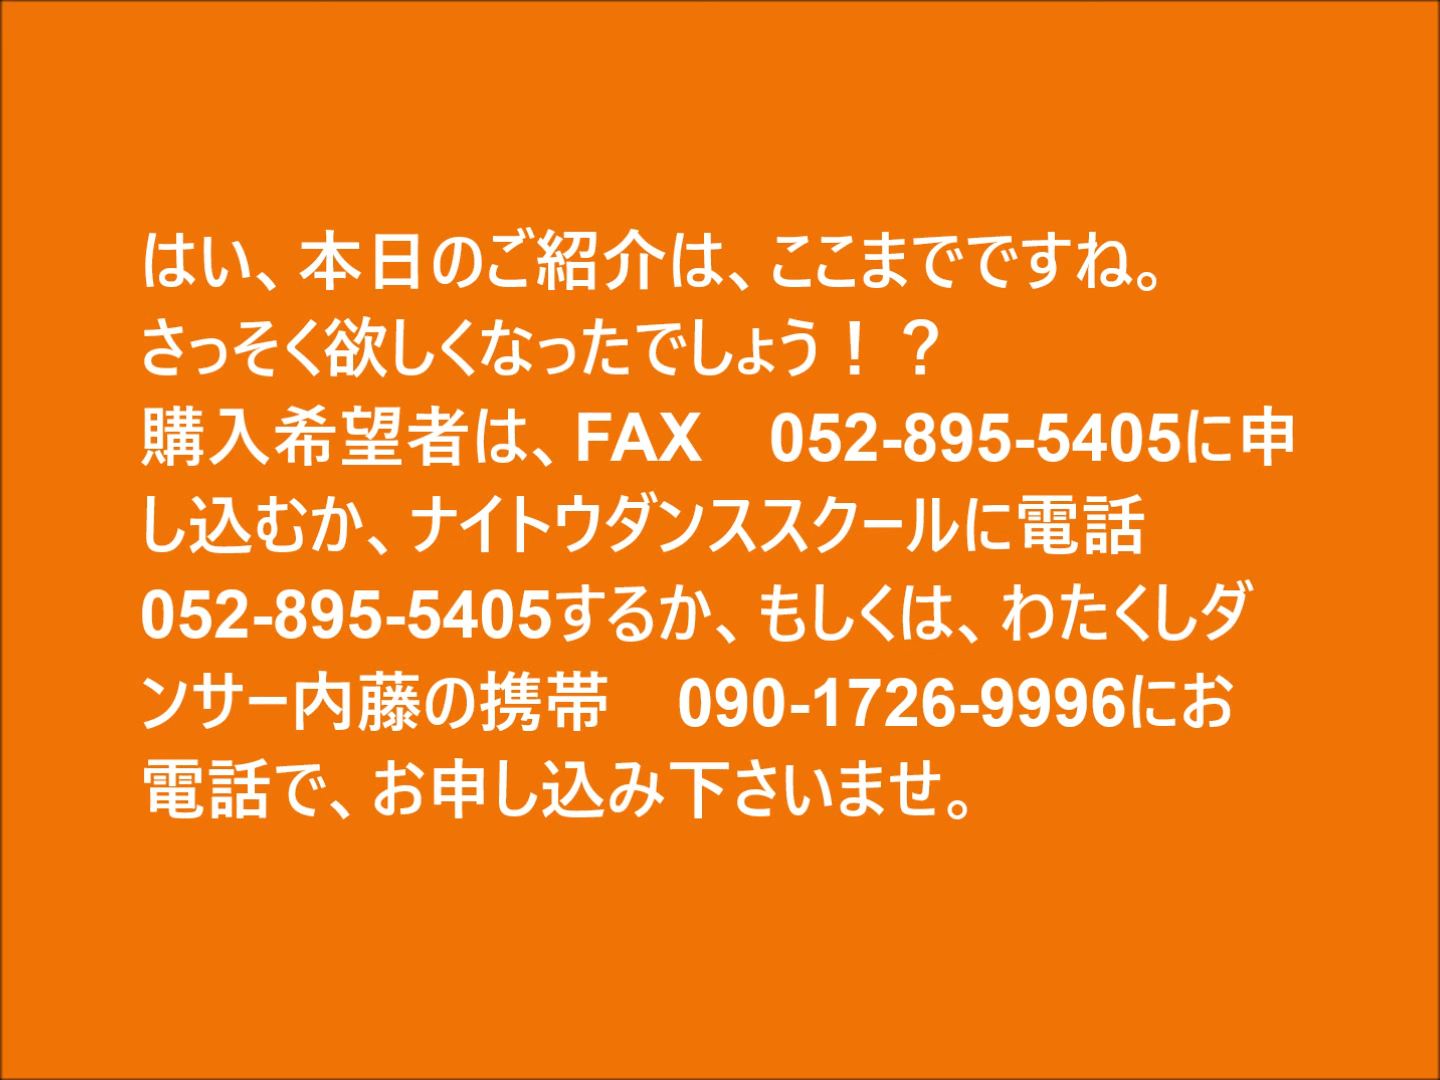 はい、本日のご紹介は、ここまでですね。
さっそく欲しくなったでしょう！？
購入希望者は、FAX　052-895-5405に申
し込むか、ナイトウダンススクールに電話
052-895-5405するか、もしくは、わたくしダ
ンサー内藤の携帯　090-1726-9996にお
電話で、お申し込み下さいませ。